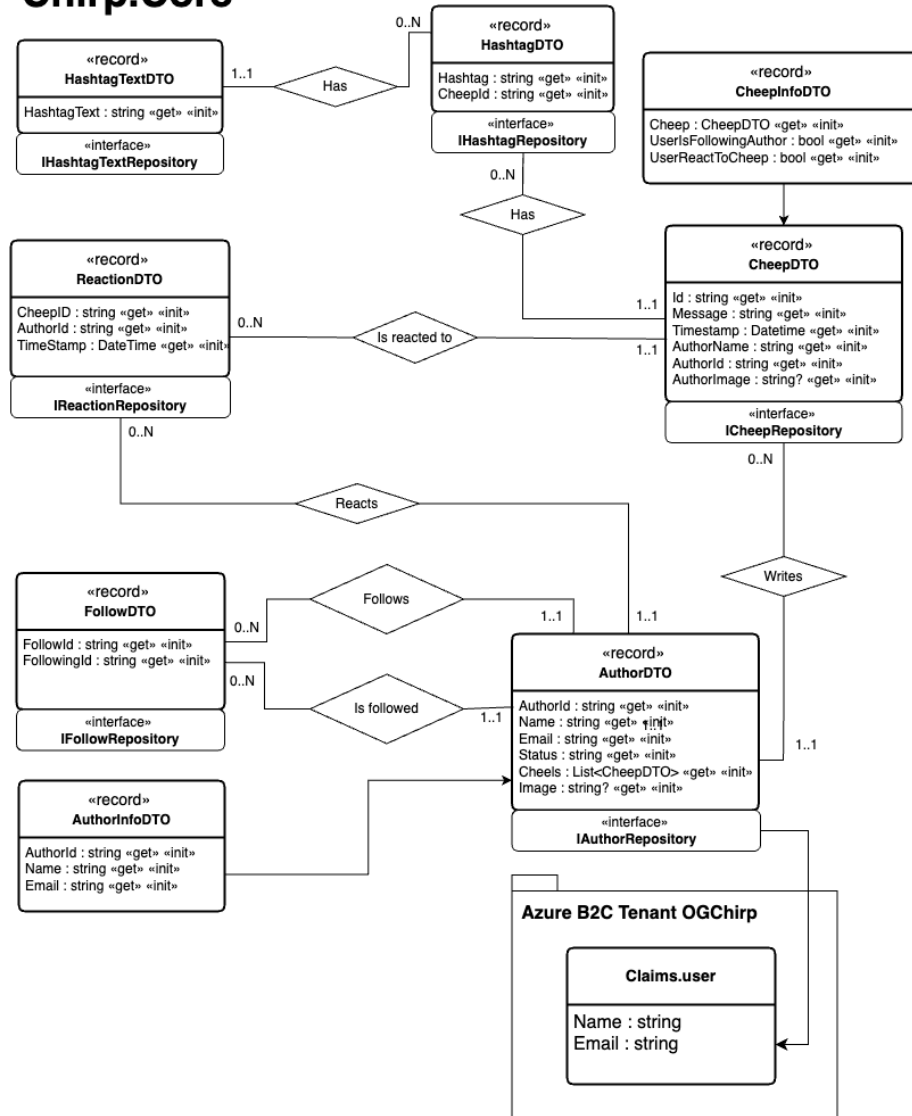 Chirp.Core
0..N
«record»
HashtagTextDTO
HashtagText : string «get» «init»
«interface»
IHashtagTextRepository
1..1
Has
«record»
HashtagDTO
Hashtag : string «get» «init»
CheepId : string «get» «init»
«interface»
IHashtagRepository
0..N
Has
1..1
«record»
CheepInfoDTO
Cheep : CheepDTO «get» «init»
UserIsFollowingAuthor : bool «get» «init»
UserReactToCheep : bool «get» «init»
«record»
CheepDTO
Id : string «get» «init»
Message : string «get» «init»
Timestamp : Datetime «get» «init»
AuthorName : string «get» «init»
AuthorId : string «get» «init»
AuthorImage : string? «get» «init»
«interface»
ICheepRepository
0..N
«record»
ReactionDTO
CheepID : string «get» «init»
AuthorId : string «get» «init»
TimeStamp : DateTime «get» «init»
«interface»
IReactionRepository
0..N
Is reacted to
1..1
0..N
Reacts
1..1
Writes
1..1
«record»
FollowDTO
FollowId : string «get» «init»
FollowingId : string «get» «init»
«interface»
IFollowRepository
0..N
Follows
1..1
0..N
Is followed
1..1
«record»
AuthorDTO
AuthorId : string «get» «init»
Name : string «get» «init»
1..1
Email : string «get» «init»
Status : string «get» «init»
Cheels : List<CheepDTO> «get» «init»
Image : string? «get» «init»
«interface»
IAuthorRepository
«record»
AuthorInfoDTO
AuthorId : string «get» «init»
Name : string «get» «init»
Email : string «get» «init»
Azure B2C Tenant OGChirp
Claims.user
Name : string
Email : string